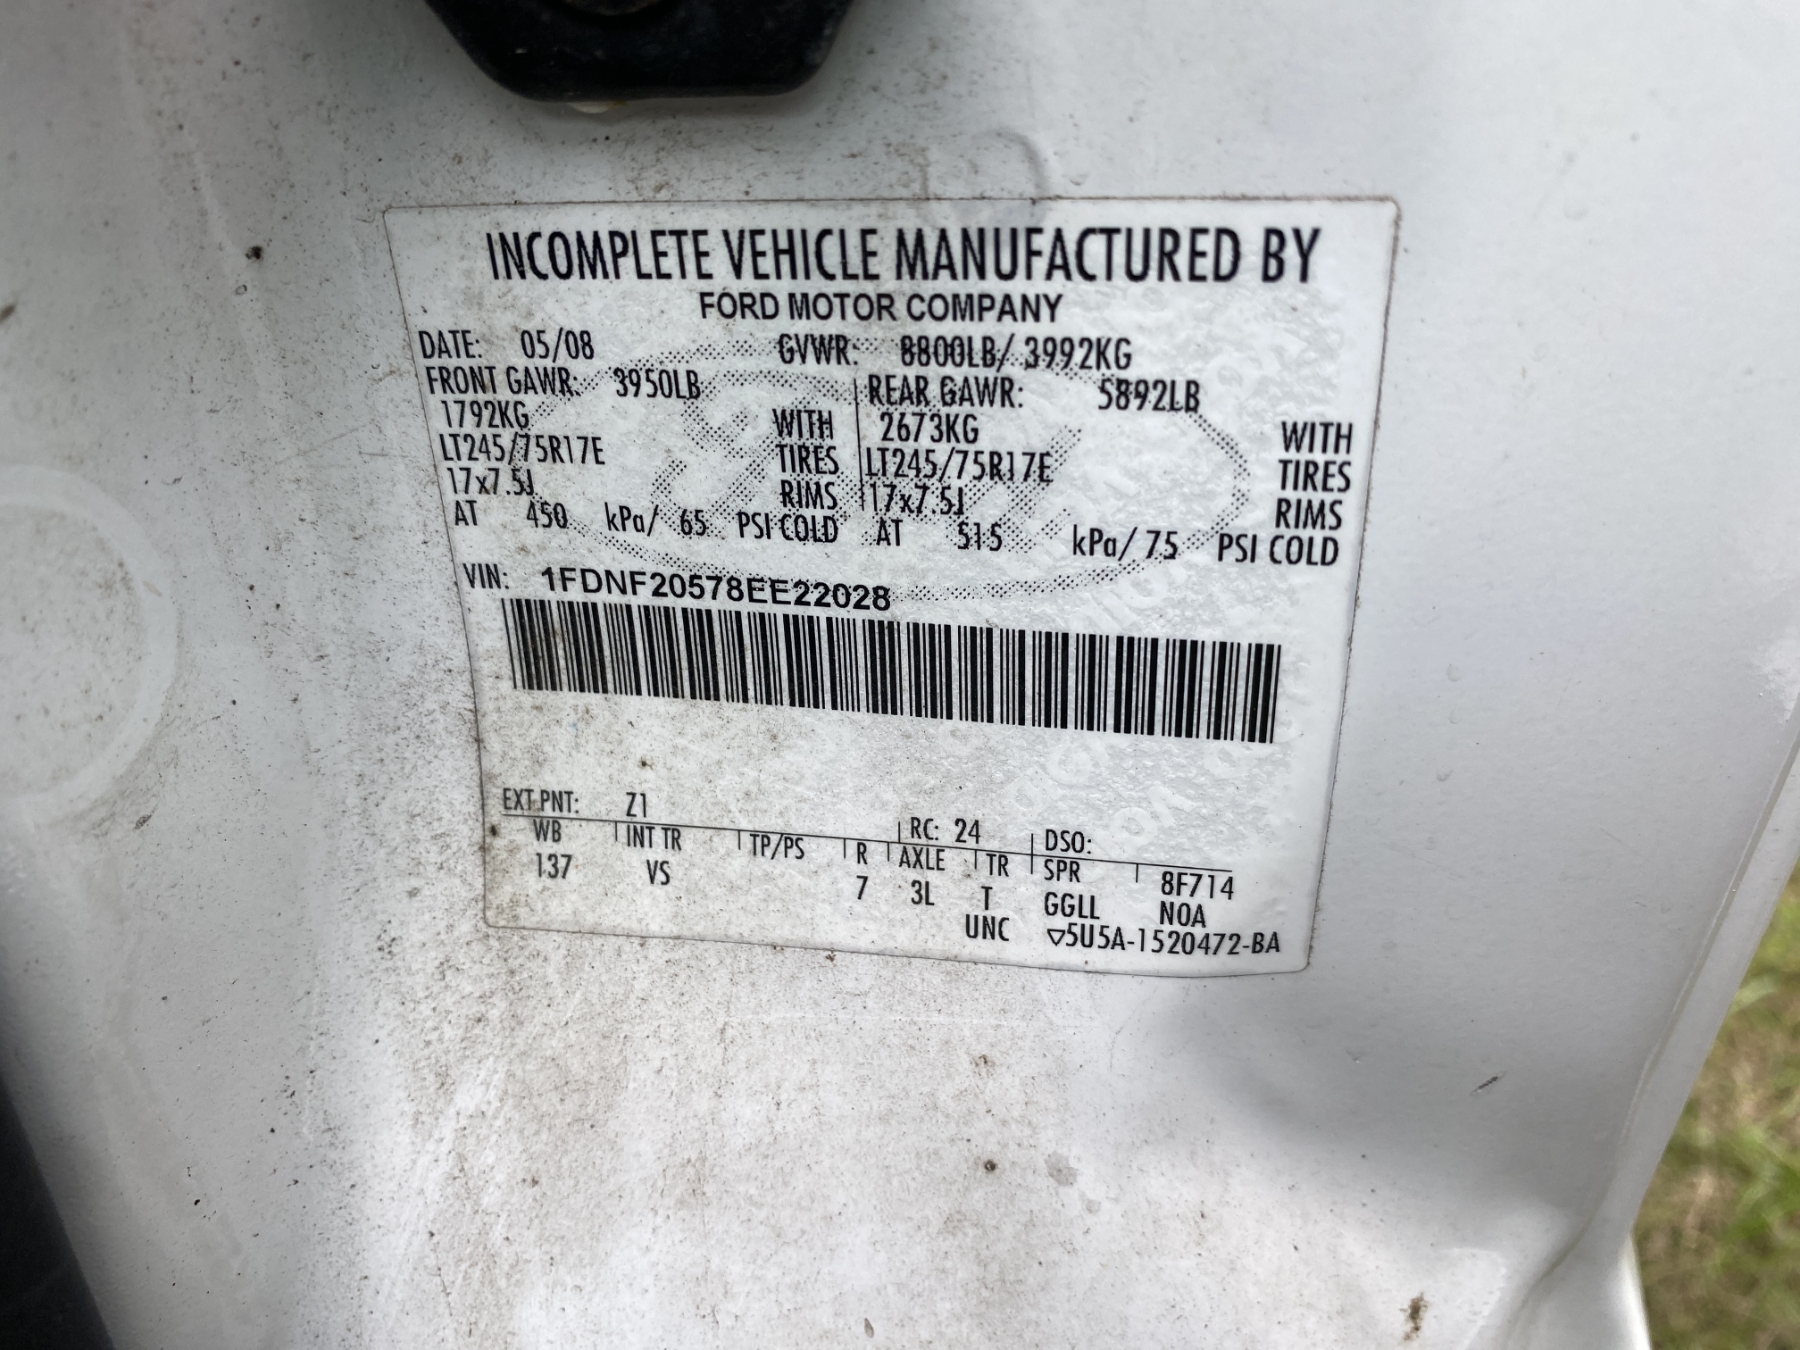 INCOMPLETE VEHICLE MANUFACTURED BY
FORD MOTOR COMPANY
DATE: 05/08 GVWR: 8800LB/ 3992KG
FRONT GAWR: 3950LB REAR GAWR: 5892LB
1792KG WITH 2673KG WITH
LT245/75R17E TIRES LT245/75R17E TIRES
17x7.5J RIMS 17x7.5J RIMS
AT 450 kPa/ 65 PSI COLD AT 515 kPa/ 75 PSI COLD
VIN: 1FDNF20578EE22028
EXT PNT: Z1 RC: 24 DSO:
WB INT TR TP/PS R AXLE TR SPR 8F714
137 VS 7 3L T GGLL NOA
UNC ▽5U5A-1520472-BA